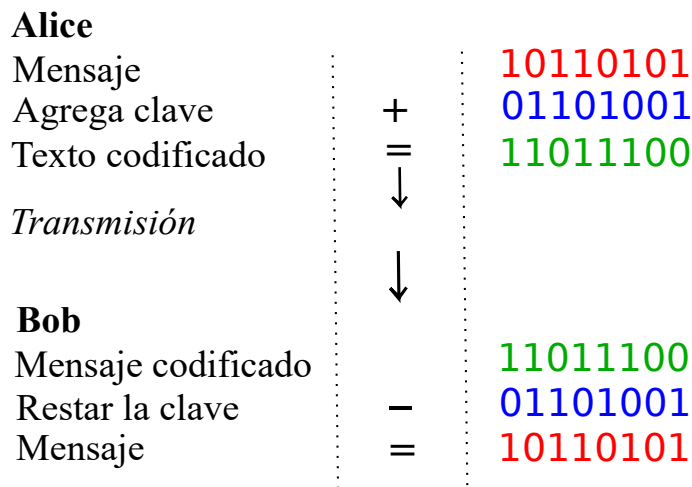 Alice
Mensaje 10110101
Agrega clave + 01101001
Texto codificado = 11011100
Transmisión
Bob
Mensaje codificado 11011100
Restar la clave − 01101001
Mensaje = 10110101